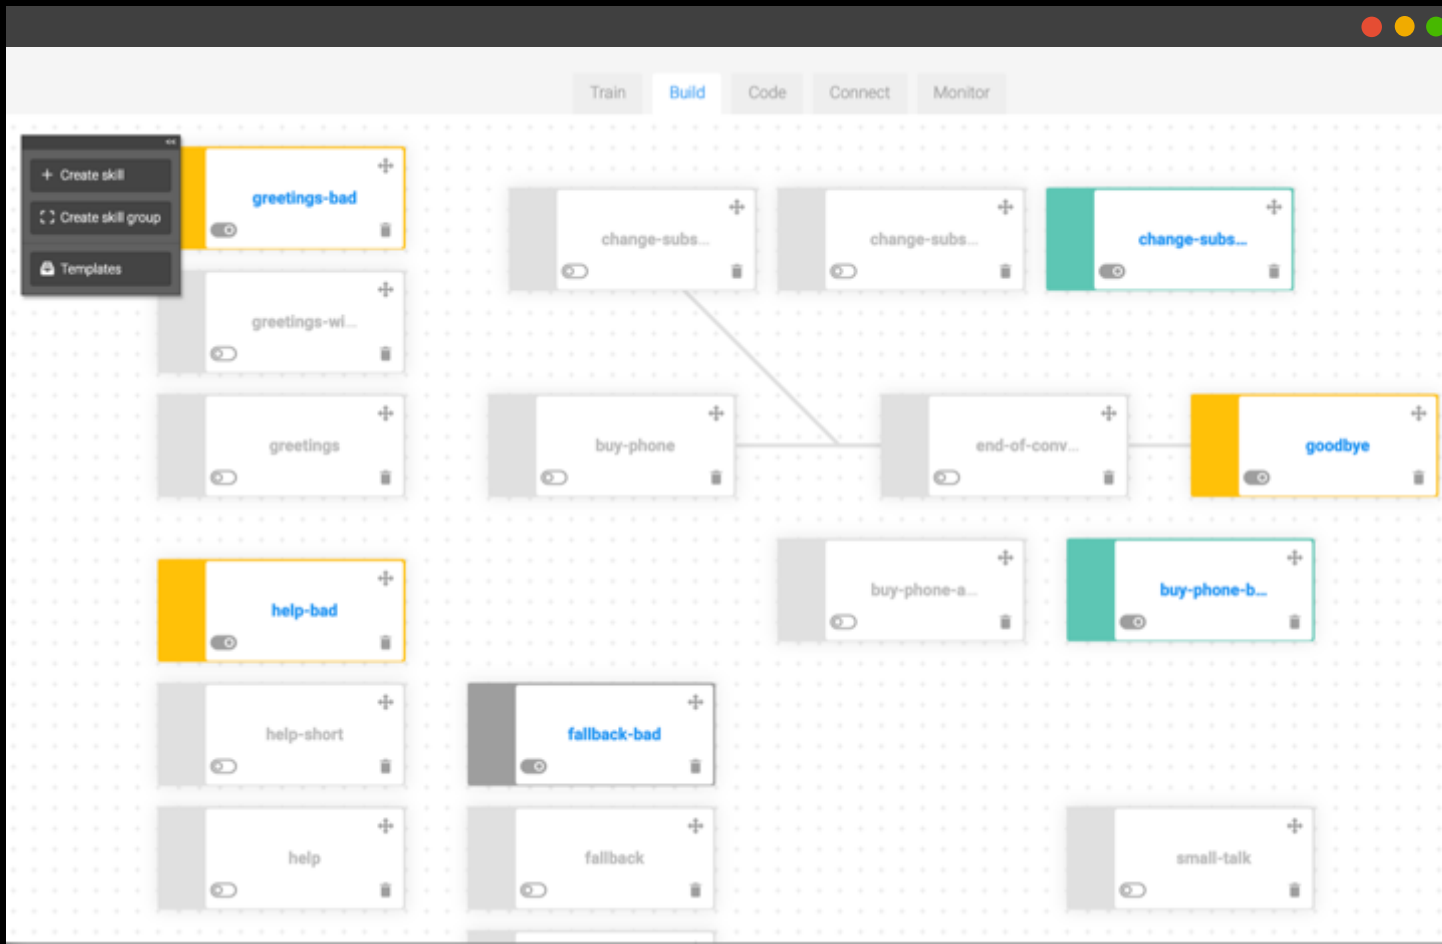 Train
Build
Code
Connect
Monitor
Create skill
Create skill group
Templates
greetings-bad
change-subs...
change-subs...
change-subs...
greetings-wi...
greetings
buy-phone
end-of-conv...
goodbye
help-bad
buy-phone-a...
buy-phone-b...
help-short
fallback-bad
help
fallback
small-talk